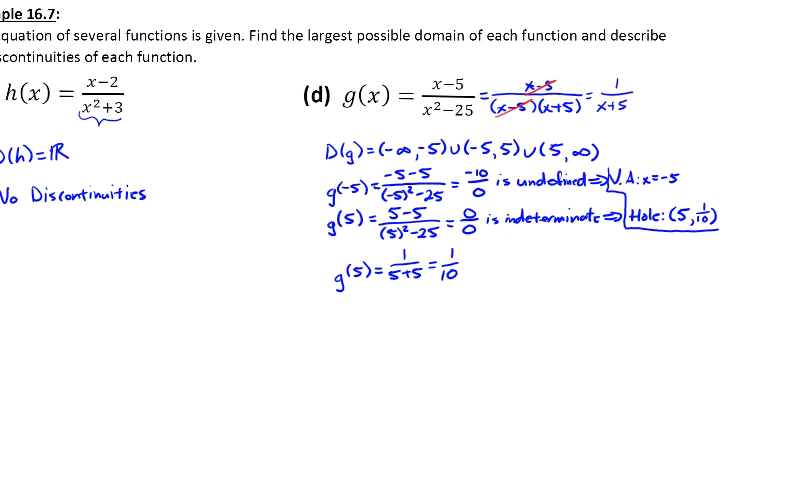 ple 16.7:
quation of several functions is given. Find the largest possible domain of each function and describe
scontinuities of each function.
h(x) = x−2/x²+3
(d) g(x) = x−5/x²−25 = x-5/(x-5)(x+5) = 1/x+5
D(h)=ℝ
No Discontinuities
D(g)=(-∞,-5)∪(-5,5)∪(5,∞)
g(-5)= -5-5/(-5)²-25 = -10/0 is undefined ⇒ V.A: x=-5
g(5)= 5-5/(5)²-25 = 0/0 is indeterminate ⇒ Hole: (5, 1/10)
g(5)= 1/5+5 = 1/10